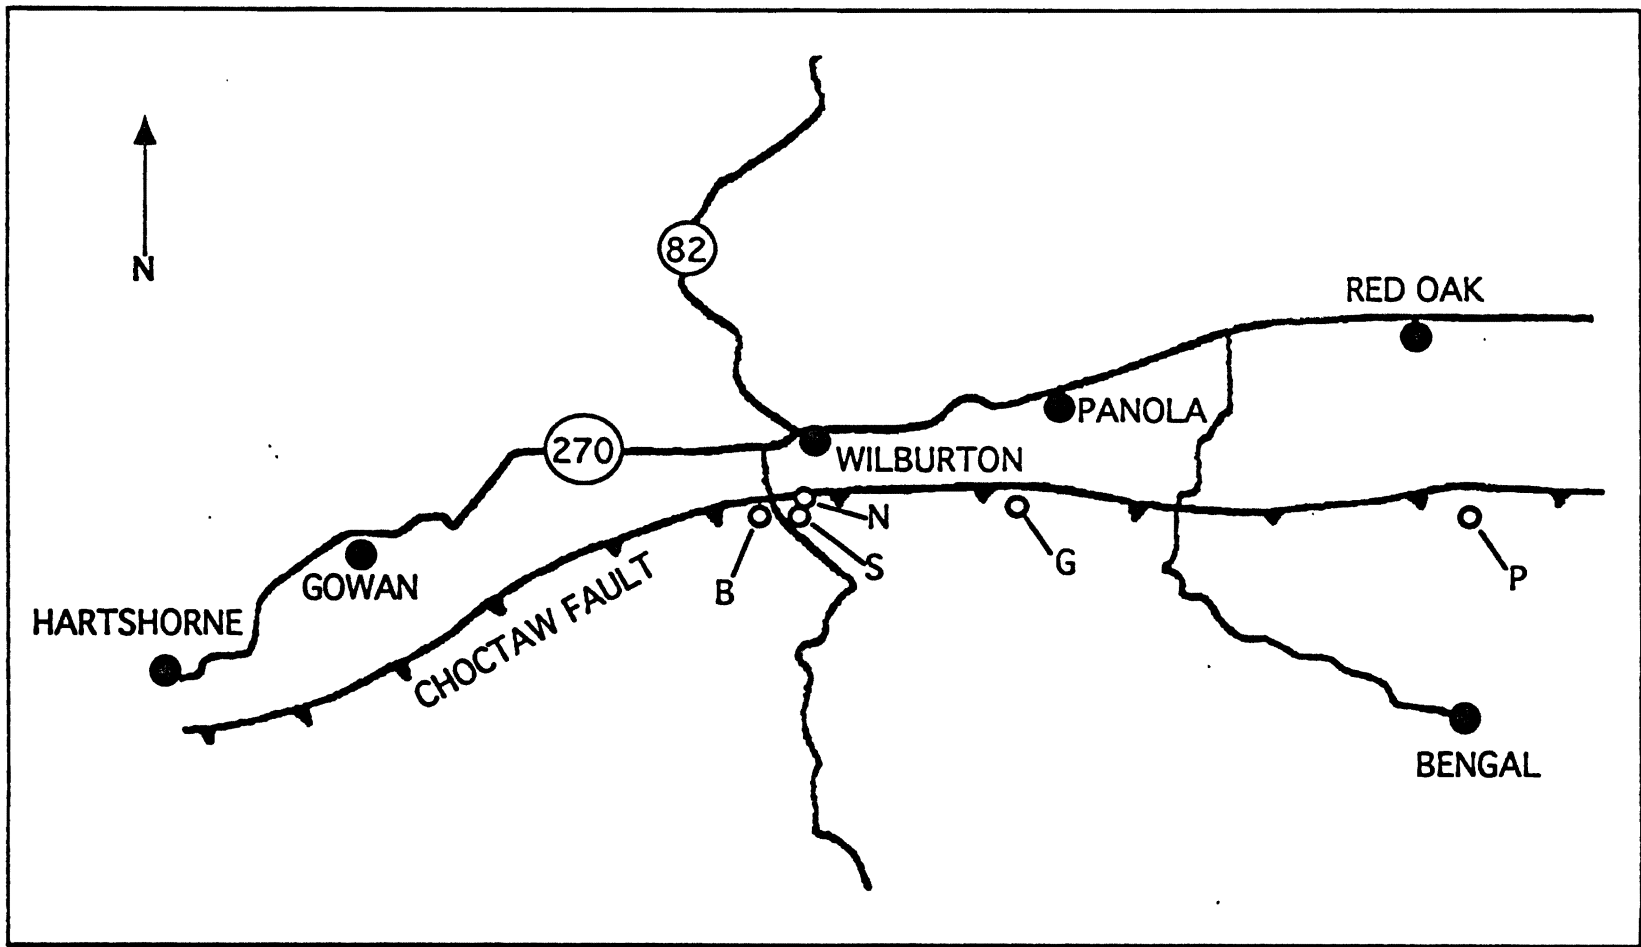 82
N
RED OAK
PANOLA
270
WILBURTON
N
S
G
P
B
GOWAN
CHOCTAW FAULT
HARTSHORNE
BENGAL